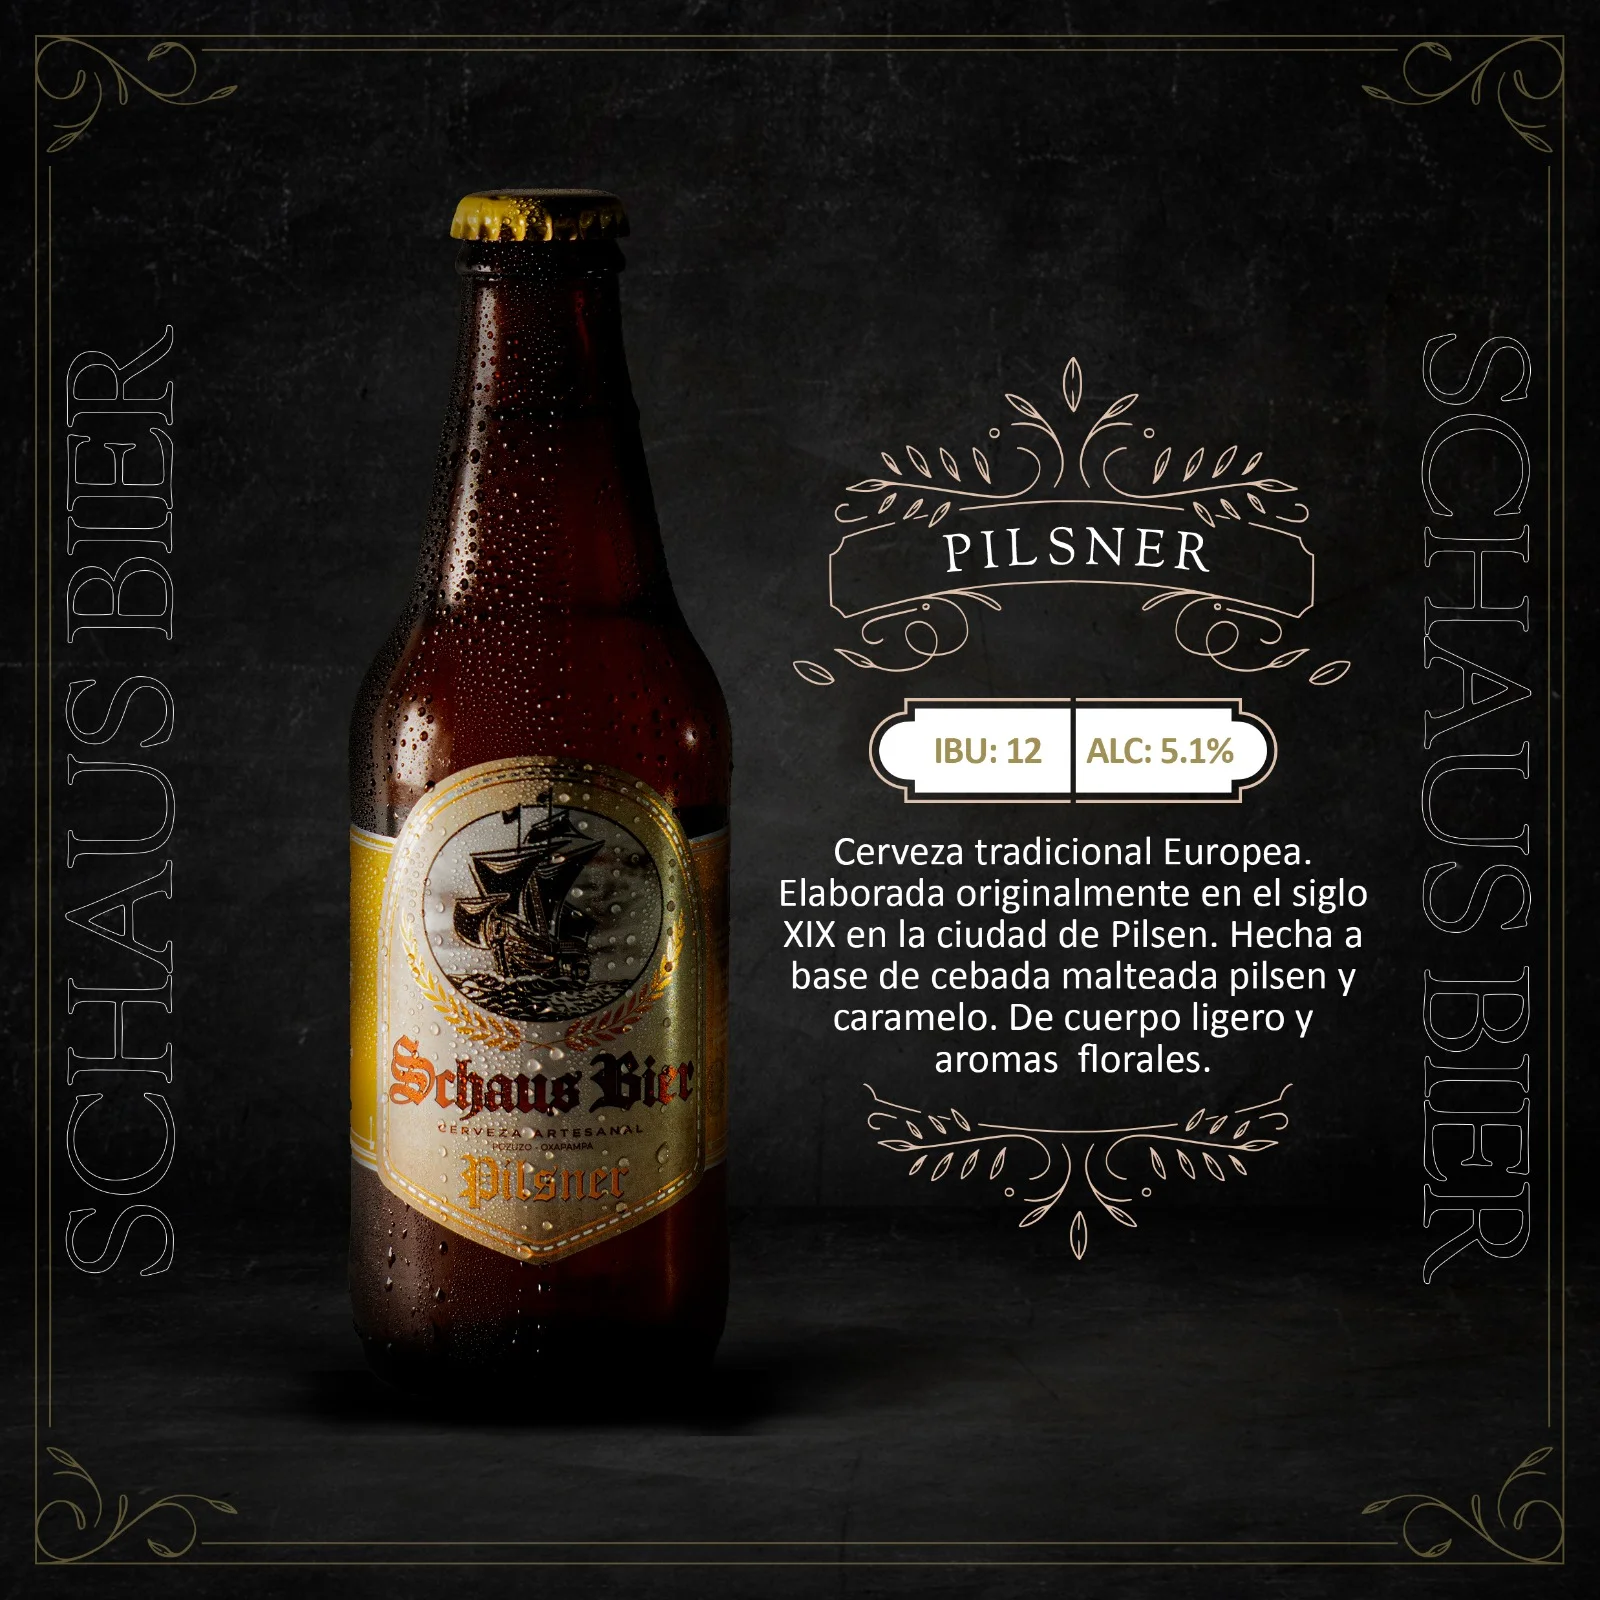 SCHAUS BIER
Schaus Bier
CERVEZA ARTESANAL
POZUZO - OXAPAMPA
Pilsner
PILSNER
IBU: 12
ALC: 5.1%
Cerveza tradicional Europea.
Elaborada originalmente en el siglo
XIX en la ciudad de Pilsen. Hecha a
base de cebada malteada pilsen y
caramelo. De cuerpo ligero y
aromas florales.
SCHAUS BIER